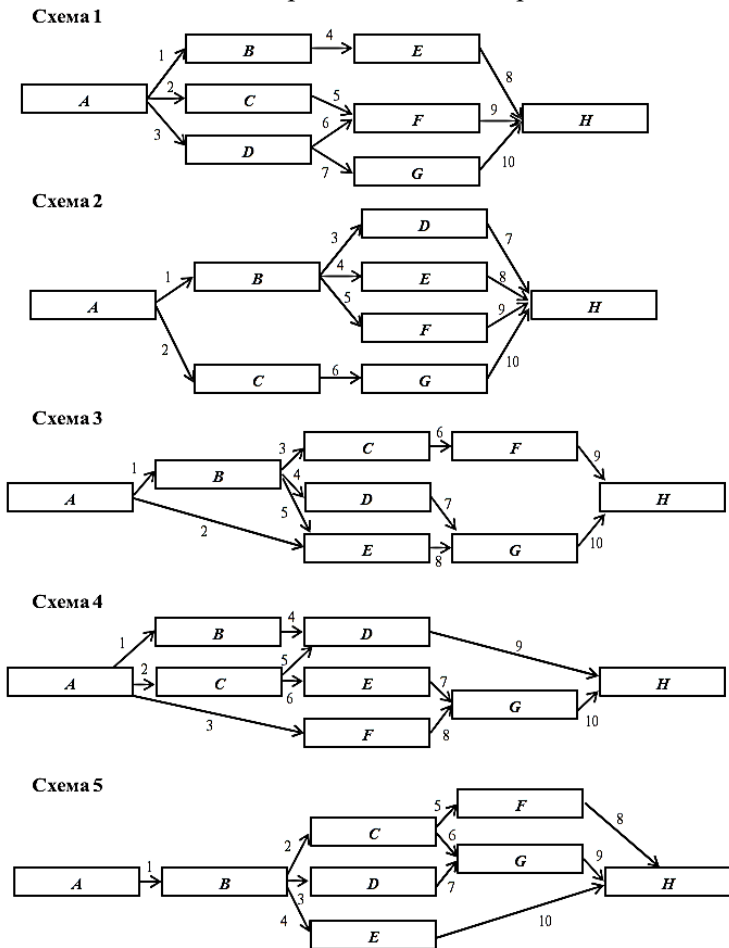 Схема 1
1 B 4 E
8
A 2 C 5 F 9 H
3 D 6
7 G 10
Схема 2
3 D 7
1 B 4 E 8 H
A 5 F 9
2 C 6 G 10
Схема 3
3 C 6 F 9
1 B 4
A 5 D 7 H
2 E 8 G 10
Схема 4
1 B 4 D 9
A 2 C 5 H
6 E 7 G 10
3 F 8
Схема 5
5 F 8
2 C 6 G 9
A 1 B 3 D 7 H
4 E 10